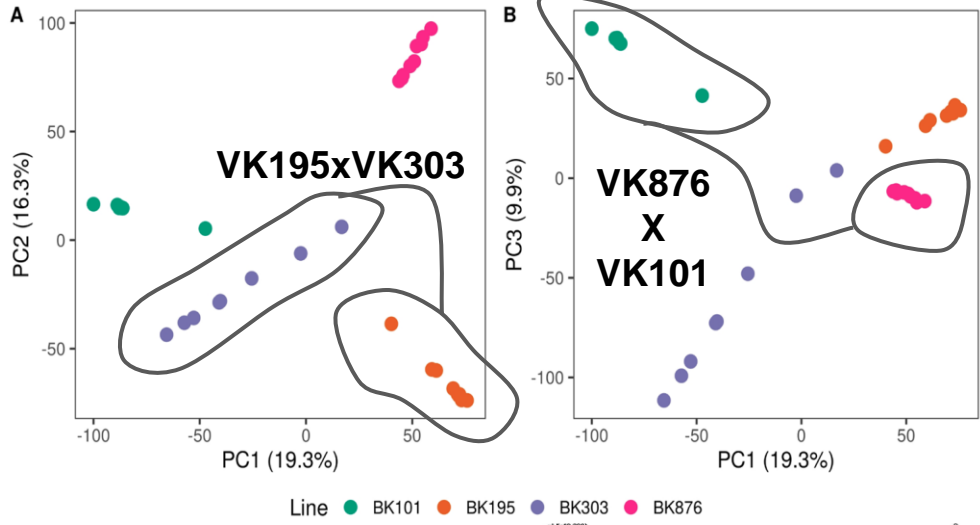 A
B
100
50
0
-50
PC2 (16.3%)
-100
-50
0
50
PC1 (19.3%)
VK195xVK303
50
0
-50
-100
PC3 (9.9%)
-100
-50
0
50
PC1 (19.3%)
VK876
X
VK101
Line BK101 BK195 BK303 BK876